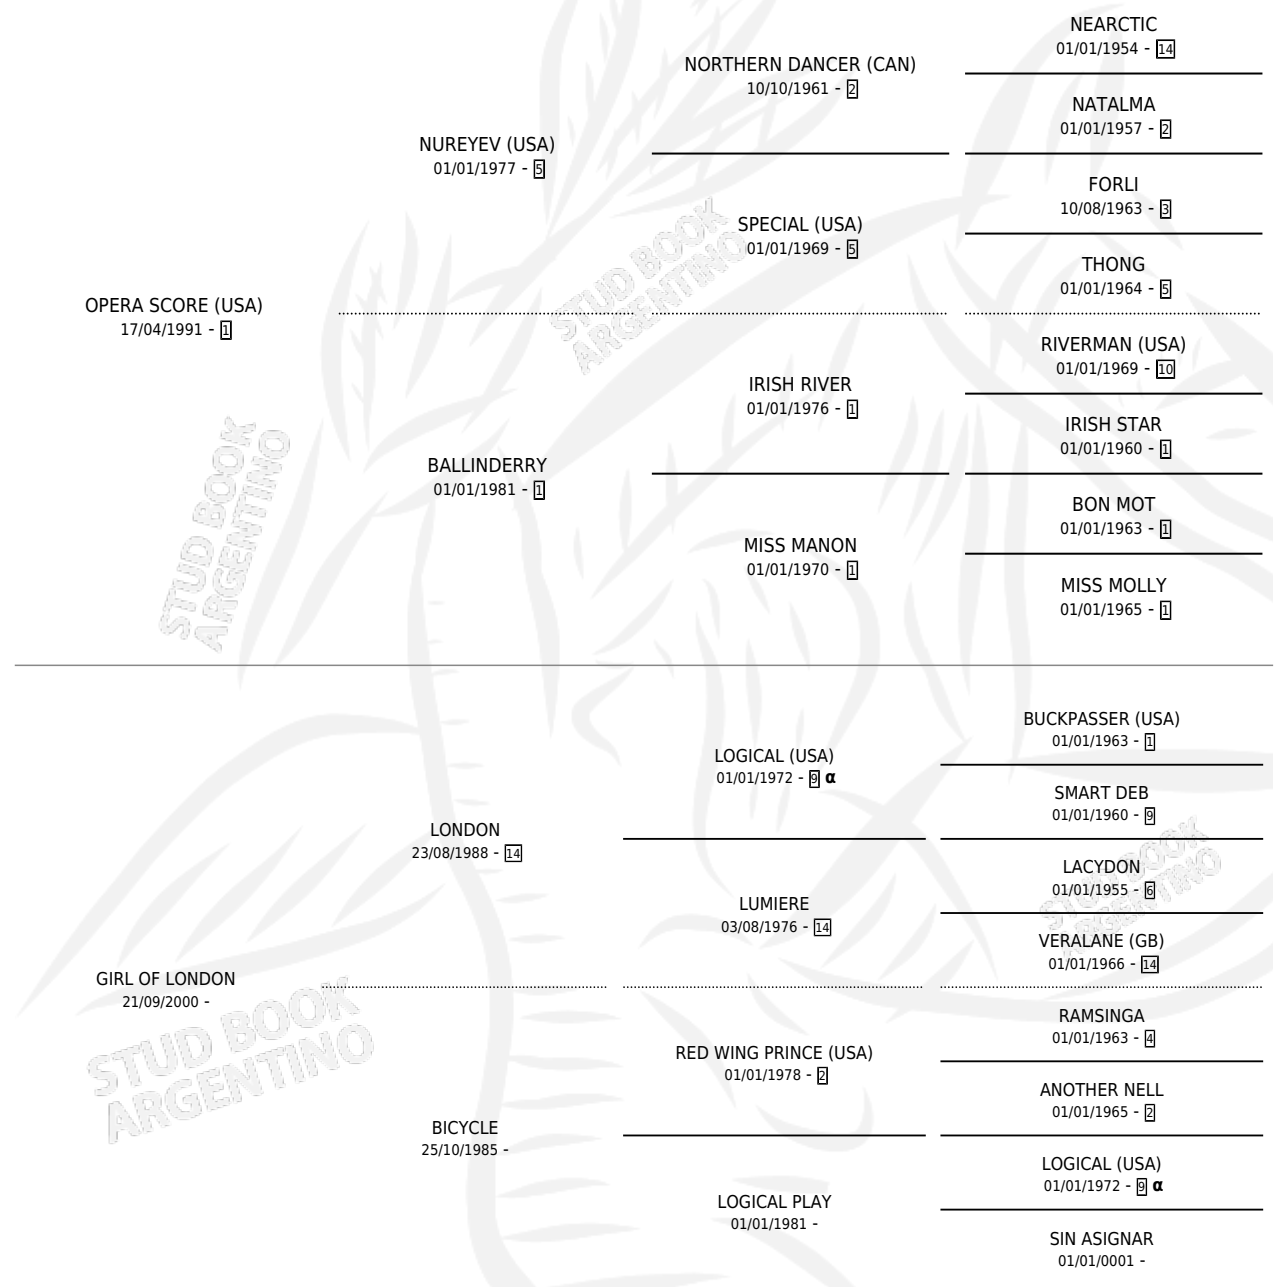 NEARCTIC
01/01/1954 - 14
NORTHERN DANCER (CAN)
10/10/1961 - 2
NATALMA
01/01/1957 - 2
NUREYEV (USA)
01/01/1977 - 5
FORLI
10/08/1963 - 3
SPECIAL (USA)
01/01/1969 - 5
THONG
01/01/1964 - 5
OPERA SCORE (USA)
17/04/1991 - 1
RIVERMAN (USA)
01/01/1969 - 10
IRISH RIVER
01/01/1976 - 1
IRISH STAR
01/01/1960 - 1
BALLINDERRY
01/01/1981 - 1
BON MOT
01/01/1963 - 1
MISS MANON
01/01/1970 - 1
MISS MOLLY
01/01/1965 - 1
BUCKPASSER (USA)
01/01/1963 - 1
LOGICAL (USA)
01/01/1972 - 9 α
SMART DEB
01/01/1960 - 9
LONDON
23/08/1988 - 14
LACYDON
01/01/1955 - 6
LUMIERE
03/08/1976 - 14
VERALANE (GB)
01/01/1966 - 14
GIRL OF LONDON
21/09/2000 -
RAMSINGA
01/01/1963 - 4
RED WING PRINCE (USA)
01/01/1978 - 2
ANOTHER NELL
01/01/1965 - 2
BICYCLE
25/10/1985 -
LOGICAL (USA)
01/01/1972 - 9 α
LOGICAL PLAY
01/01/1981 -
SIN ASIGNAR
01/01/0001 -
STUD BOOK
ARGENTINO
STUD BOOK
ARGENTINO
STUD BOOK
ARGENTINO
STUD BOOK
ARGENTINO